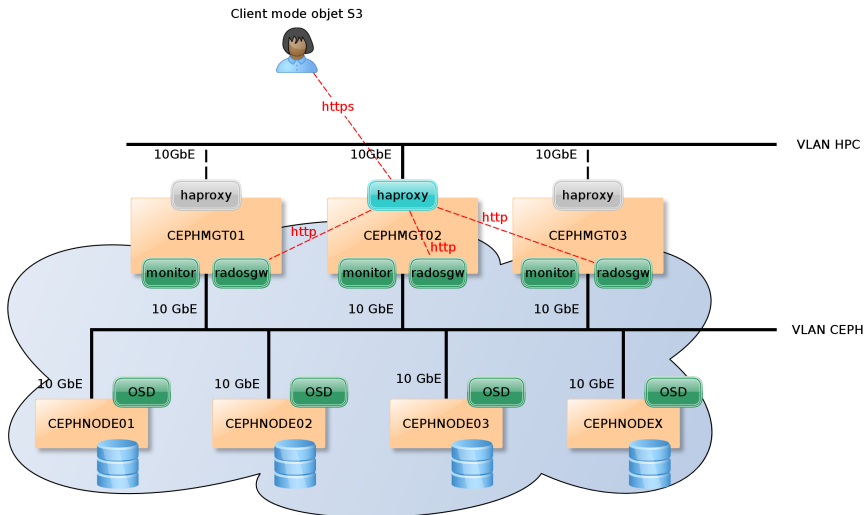 Client mode objet S3
https
VLAN HPC
10GbE
10GbE
10GbE
haproxy
haproxy
haproxy
CEPHMGT01
CEPHMGT02
CEPHMGT03
http
http
http
monitor
radosgw
monitor
radosgw
monitor
radosgw
10 GbE
10 GbE
10 GbE
VLAN CEPH
10 GbE
10 GbE
10 GbE
10 GbE
OSD
OSD
OSD
OSD
CEPHNODE01
CEPHNODE02
CEPHNODE03
CEPHNODEX